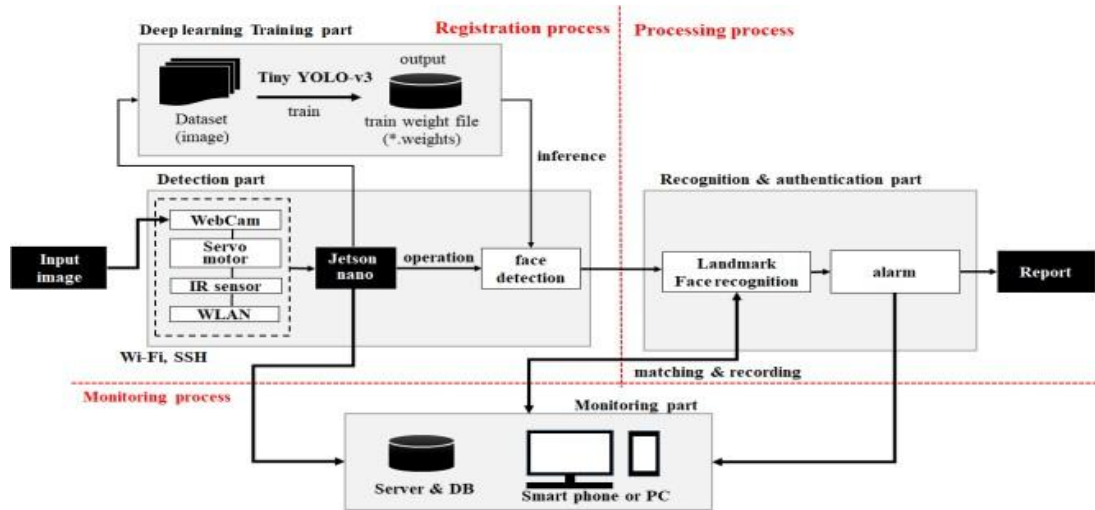 Deep learning Training part
Registration process
Processing process
Tiny YOLO-v3
output
train
Dataset
(image)
train weight file
(*.weights)
inference
Detection part
Recognition & authentication part
WebCam
Servo
motor
IR sensor
WLAN
Input
image
Jetson
nano
operation
face
detection
Landmark
Face recognition
alarm
Report
Wi-Fi, SSH
matching & recording
Monitoring process
Monitoring part
Server & DB
Smart phone or PC